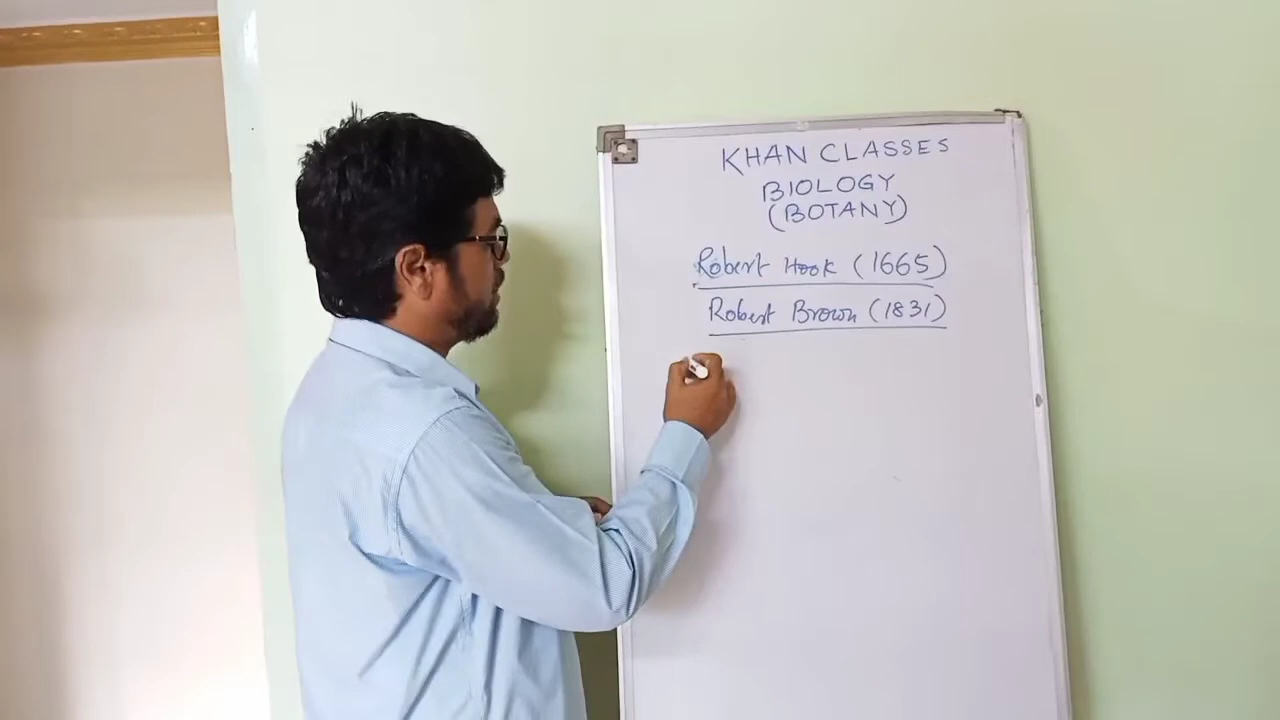 KHAN CLASSES
BIOLOGY
(BOTANY)
Robert Hook (1665)
Robert Brown (1831)